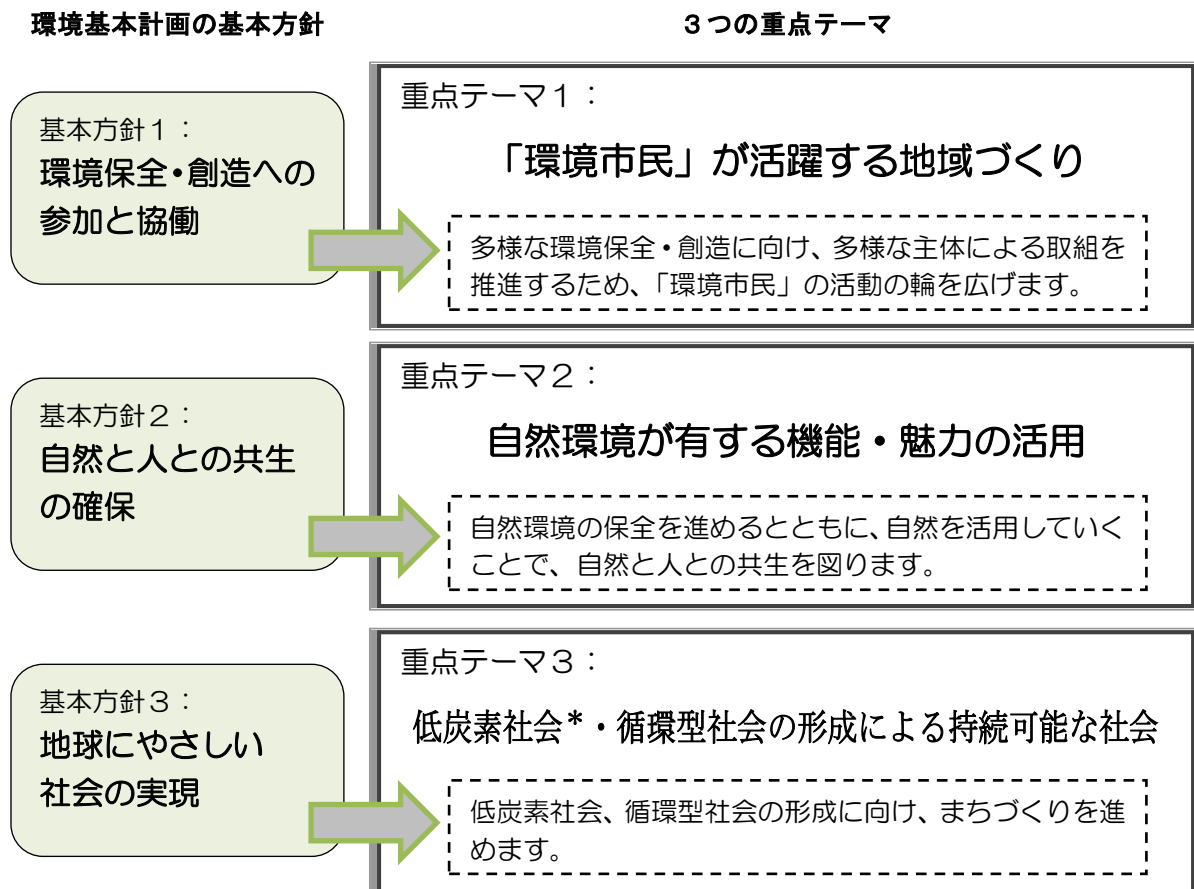 環境基本計画の基本方針
３つの重点テーマ
基本方針１：
環境保全・創造への
参加と協働
重点テーマ１：
「環境市民」が活躍する地域づくり
多様な環境保全・創造に向け、多様な主体による取組を
推進するため、「環境市民」の活動の輪を広げます。
基本方針２：
自然と人との共生
の確保
重点テーマ２：
自然環境が有する機能・魅力の活用
自然環境の保全を進めるとともに、自然を活用していく
ことで、自然と人との共生を図ります。
基本方針３：
地球にやさしい
社会の実現
重点テーマ３：
低炭素社会*・循環型社会の形成による持続可能な社会
低炭素社会、循環型社会の形成に向け、まちづくりを進
めます。